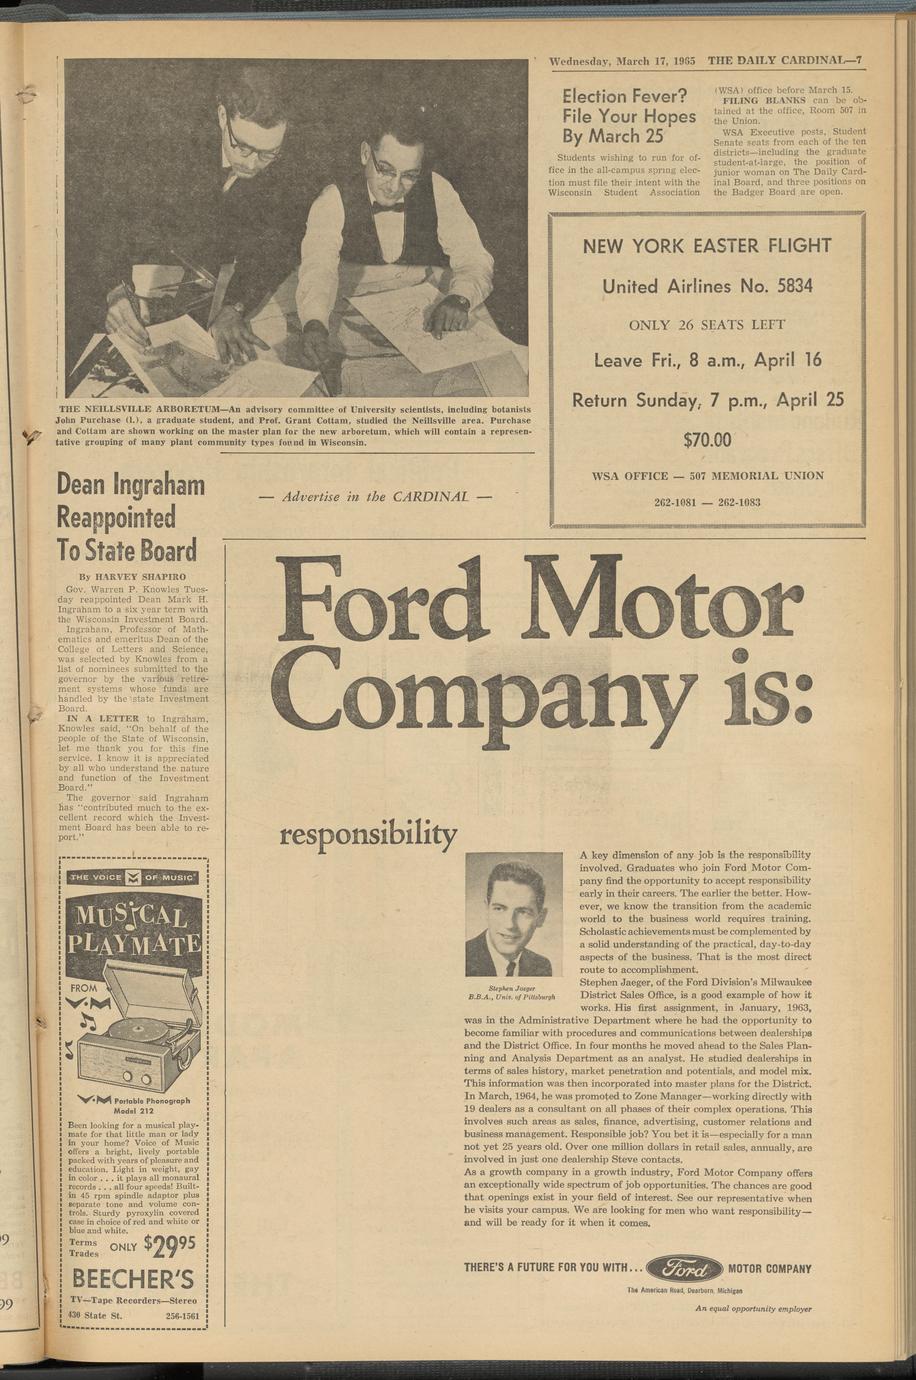 Wednesday, March 17, 1965 THE DAILY CARDINAL—7
THE NEILLSVILLE ARBORETUM—An advisory committee of University scientists, including botanists
John Purchase (l.), a graduate student, and Prof. Grant Cottam, studied the Neillsville area. Purchase
and Cottam are shown working on the master plan for the new arboretum, which will contain a represen-
tative grouping of many plant community types found in Wisconsin.
Election Fever?
File Your Hopes
By March 25
Students wishing to run for of-
fice in the all-campus spring elec-
tion must file their intent with the
Wisconsin Student Association
(WSA) office before March 15.
FILING BLANKS can be ob-
tained at the office, Room 507 in
the Union.
WSA Executive posts, Student
Senate seats from each of the ten
districts—including the graduate
student-at-large, the position of
junior woman on The Daily Card-
inal Board, and three positions on
the Badger Board are open.
NEW YORK EASTER FLIGHT
United Airlines No. 5834
ONLY 26 SEATS LEFT
Leave Fri., 8 a.m., April 16
Return Sunday, 7 p.m., April 25
$70.00
WSA OFFICE — 507 MEMORIAL UNION
262-1081 — 262-1083
Dean Ingraham
Reappointed
To State Board
By HARVEY SHAPIRO
Gov. Warren P. Knowles Tues-
day reappointed Dean Mark H.
Ingraham to a six year term with
the Wisconsin Investment Board.
Ingraham, Professor of Math-
ematics and emeritus Dean of the
College of Letters and Science,
was selected by Knowles from a
list of nominees submitted to the
governor by the various retire-
ment systems whose funds are
handled by the state Investment
Board.
IN A LETTER to Ingraham,
Knowles said, "On behalf of the
people of the State of Wisconsin,
let me thank you for this fine
service. I know it is appreciated
by all who understand the nature
and function of the Investment
Board."
The governor said Ingraham
has "contributed much to the ex-
cellent record which the Invest-
ment Board has been able to re-
port."
— Advertise in the CARDINAL —
THE VOICE VM OF MUSIC
MUSICAL
PLAYMATE
FROM
V-M
V-M Portable Phonograph
Model 212
Been looking for a musical play-
mate for that little man or lady
in your home? Voice of Music
offers a bright, lively portable
packed with years of pleasure and
education. Light in weight, gay
in color . . . it plays all monaural
records . . . all four speeds! Built-
in 45 rpm spindle adaptor plus
separate tone and volume con-
trols. Sturdy pyroxylin covered
case in choice of red and white or
blue and white.
Terms
Trades
ONLY $29.95
BEECHER'S
TV—Tape Recorders—Stereo
430 State St. 256-1561
Ford Motor
Company is:
responsibility
Stephen Jaeger
B.B.A., Univ. of Pittsburgh
A key dimension of any job is the responsibility
involved. Graduates who join Ford Motor Com-
pany find the opportunity to accept responsibility
early in their careers. The earlier the better. How-
ever, we know the transition from the academic
world to the business world requires training.
Scholastic achievements must be complemented by
a solid understanding of the practical, day-to-day
aspects of the business. That is the most direct
route to accomplishment.
Stephen Jaeger, of the Ford Division's Milwaukee
District Sales Office, is a good example of how it
works. His first assignment, in January, 1963,
was in the Administrative Department where he had the opportunity to
become familiar with procedures and communications between dealerships
and the District Office. In four months he moved ahead to the Sales Plan-
ning and Analysis Department as an analyst. He studied dealerships in
terms of sales history, market penetration and potentials, and model mix.
This information was then incorporated into master plans for the District.
In March, 1964, he was promoted to Zone Manager—working directly with
19 dealers as a consultant on all phases of their complex operations. This
involves such areas as sales, finance, advertising, customer relations and
business management. Responsible job? You bet it is—especially for a man
not yet 25 years old. Over one million dollars in retail sales, annually, are
involved in just one dealership Steve contacts.
As a growth company in a growth industry, Ford Motor Company offers
an exceptionally wide spectrum of job opportunities. The chances are good
that openings exist in your field of interest. See our representative when
he visits your campus. We are looking for men who want responsibility—
and will be ready for it when it comes.
THERE'S A FUTURE FOR YOU WITH... Ford MOTOR COMPANY
The American Road, Dearborn, Michigan
An equal opportunity employer